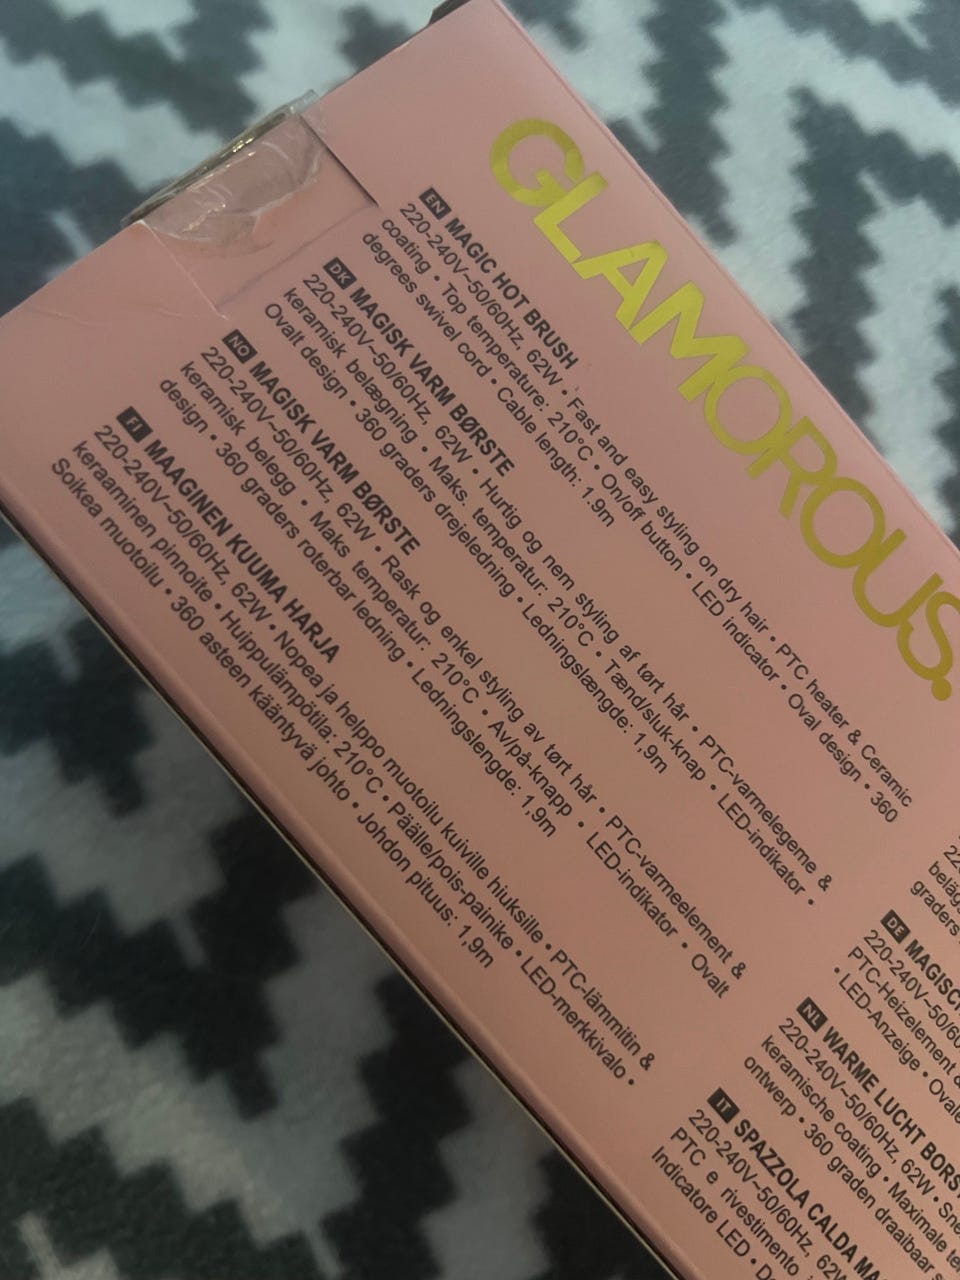 GLAMOROUS.
EN MAGIC HOT BRUSH
220-240V~50/60Hz, 62W • Fast and easy styling on dry hair • PTC heater & Ceramic
coating • Top temperature: 210°C • On/off button • LED indicator • Oval design • 360
degrees swivel cord • Cable length: 1.9m
DK MAGISK VARM BØRSTE
220-240V~50/60Hz, 62W • Hurtig og nem styling af tørt hår • PTC-varmelegeme &
keramisk belægning • Maks. temperatur: 210°C • Tænd/sluk-knap • LED-indikator •
Ovalt design • 360 graders drejeledning • Ledningslængde: 1,9m
NO MAGISK VARM BØRSTE
220-240V~50/60Hz, 62W • Rask og enkel styling av tørt hår • PTC-varmeelement &
keramisk belegg • Maks temperatur: 210°C • Av/på-knapp • LED-indikator • Ovalt
design • 360 graders roterbar ledning • Ledningslengde: 1,9m
FI MAAGINEN KUUMA HARJA
220-240V~50/60Hz, 62W • Nopea ja helppo muotoilu kuiville hiuksille • PTC-lämmitin &
keraaminen pinnoite • Huippulämpötila: 210°C • Päälle/pois-painike • LED-merkkivalo •
Soikea muotoilu • 360 asteen kääntyvä johto • Johdon pituus: 1,9m
graders
DE
220-240V~50/60
PTC-Heizelement &
• LED-Anzeige •
NL WARME LUCHT
220-240V~50/60Hz, 62W •
keramische coating • Maximale
ontwerp • 360 graden draaibaar
IT SPAZZOLA CALDA
220-240V~50/60Hz,
PTC e rivestimento
Indicatore LED •